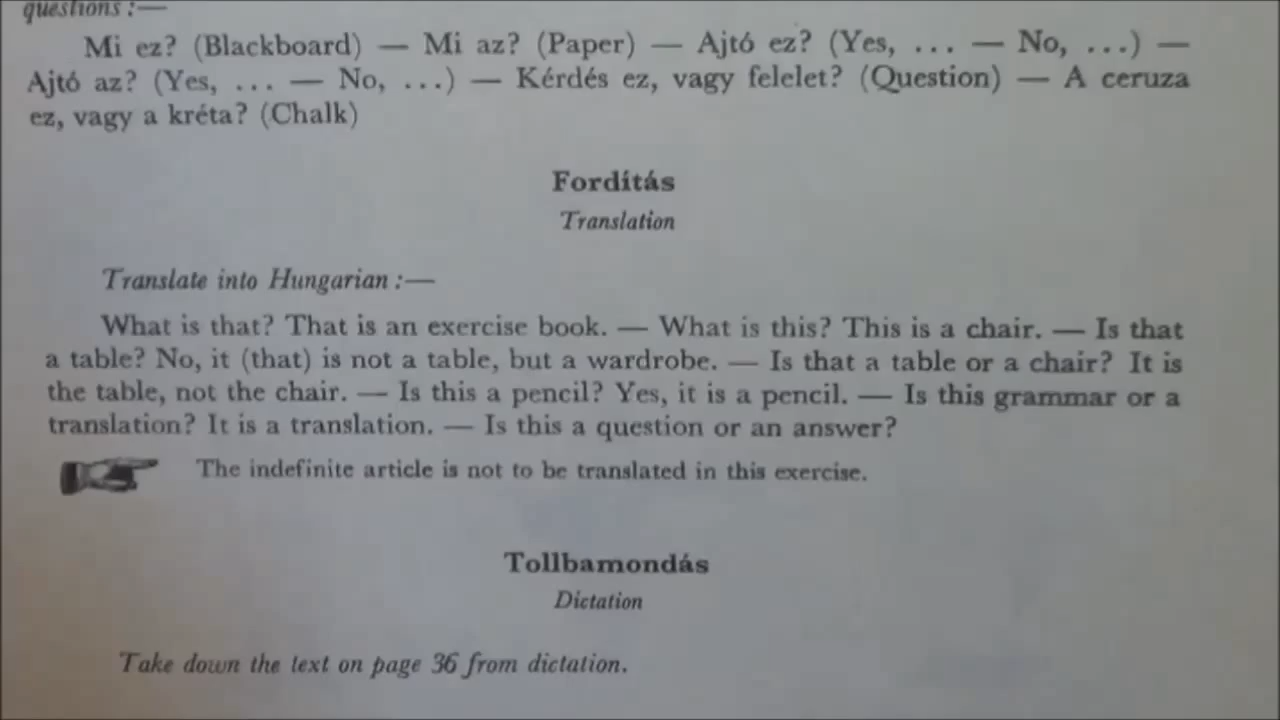 questions :—
Mi ez? (Blackboard) — Mi az? (Paper) — Ajtó ez? (Yes, ... — No, ...) —
Ajtó az? (Yes, ... — No, ...) — Kérdés ez, vagy felelet? (Question) — A ceruza
ez, vagy a kréta? (Chalk)
Fordítás
Translation
Translate into Hungarian :—
What is that? That is an exercise book. — What is this? This is a chair. — Is that
a table? No, it (that) is not a table, but a wardrobe. — Is that a table or a chair? It is
the table, not the chair. — Is this a pencil? Yes, it is a pencil. — Is this grammar or a
translation? It is a translation. — Is this a question or an answer?
The indefinite article is not to be translated in this exercise.
Tollbamondás
Dictation
Take down the text on page 36 from dictation.